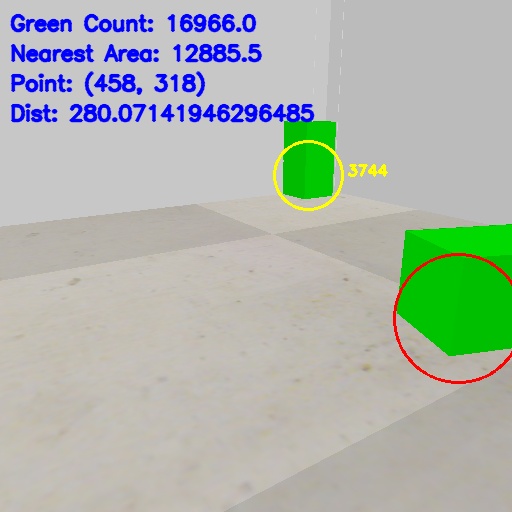 Green Count: 16966.0
Nearest Area: 12885.5
Point: (458, 318)
Dist: 280.07141946296485
3744